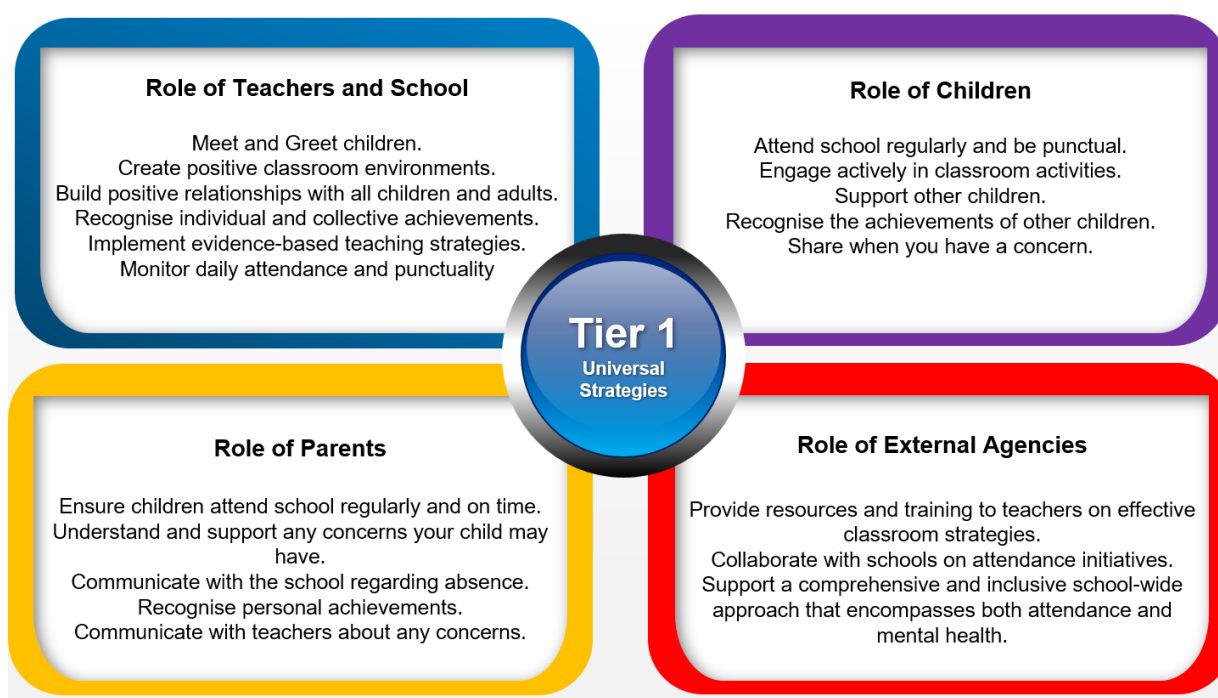 Role of Teachers and School
Meet and Greet children.
Create positive classroom environments.
Build positive relationships with all children and adults.
Recognise individual and collective achievements.
Implement evidence-based teaching strategies.
Monitor daily attendance and punctuality
Role of Children
Attend school regularly and be punctual.
Engage actively in classroom activities.
Support other children.
Recognise the achievements of other children.
Share when you have a concern.
Tier 1
Universal
Strategies
Role of Parents
Ensure children attend school regularly and on time.
Understand and support any concerns your child may
have.
Communicate with the school regarding absence.
Recognise personal achievements.
Communicate with teachers about any concerns.
Role of External Agencies
Provide resources and training to teachers on effective
classroom strategies.
Collaborate with schools on attendance initiatives.
Support a comprehensive and inclusive school-wide
approach that encompasses both attendance and
mental health.